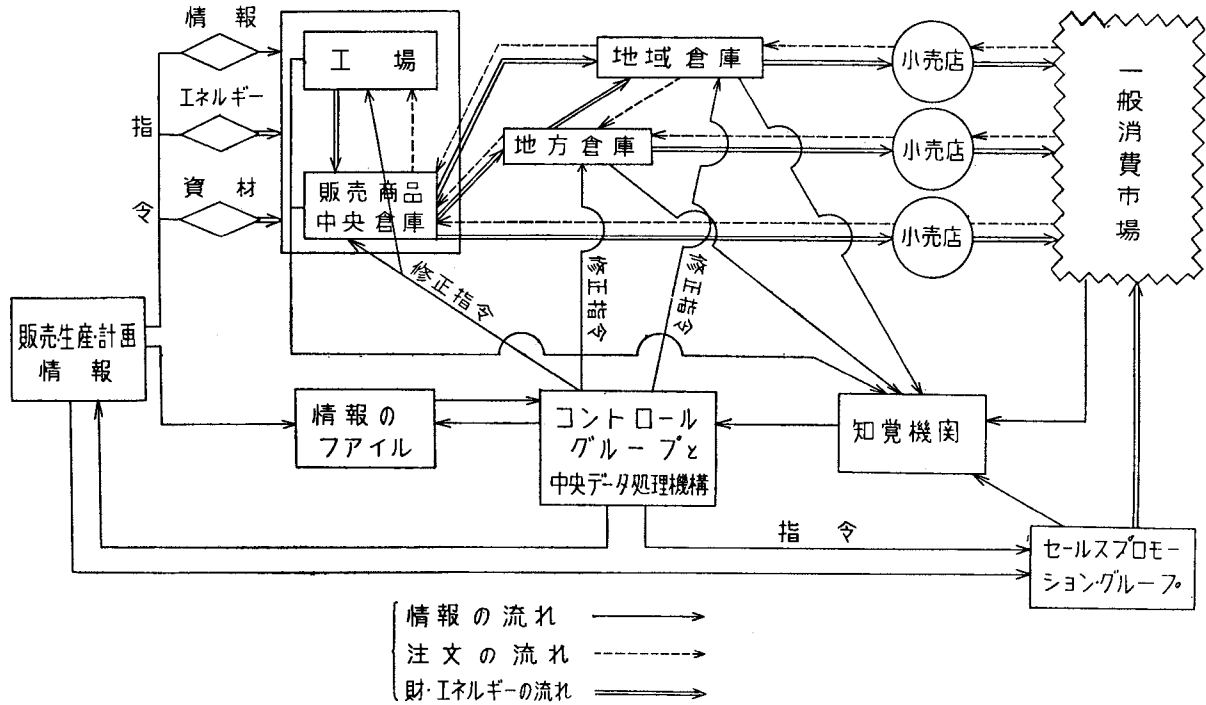 情報
エネルギー
指
資材
令
工場
販売商品
中央倉庫
地域倉庫
地方倉庫
小売店
小売店
小売店
一般消費市場
修正指令
修正指令
修正指令
販売・生産・計画
情報
情報の
ファイル
コントロール
グループと
中央データ処理機構
知覚機関
指令
セールスプロモー
ション・グループ
情報の流れ
注文の流れ
財・エネルギーの流れ